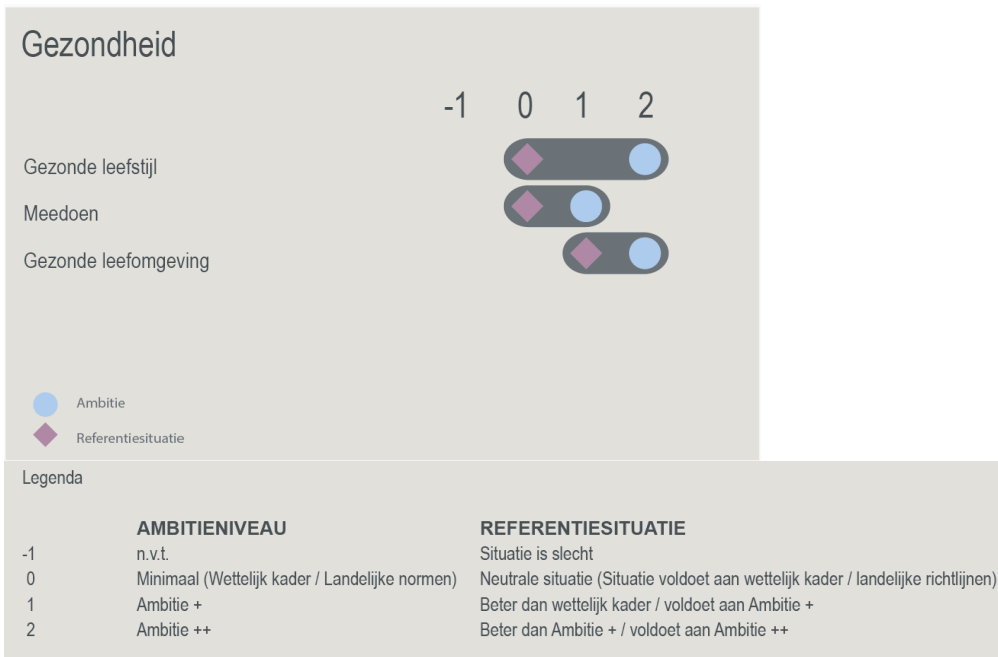 Gezondheid
-1 0 1 2
Gezonde leefstijl
Meedoen
Gezonde leefomgeving
Ambitie
Referentiesituatie
Legenda
AMBITIENIVEAU REFERENTIESITUATIE
-1 n.v.t. Situatie is slecht
0 Minimaal (Wettelijk kader / Landelijke normen) Neutrale situatie (Situatie voldoet aan wettelijk kader / landelijke richtlijnen)
1 Ambitie + Beter dan wettelijk kader / voldoet aan Ambitie +
2 Ambitie ++ Beter dan Ambitie + / voldoet aan Ambitie ++